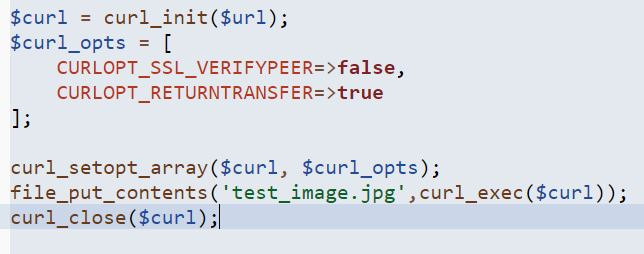 $curl = curl_init($url);
$curl_opts = [
    CURLOPT_SSL_VERIFYPEER=>false,
    CURLOPT_RETURNTRANSFER=>true
];

curl_setopt_array($curl, $curl_opts);
file_put_contents('test_image.jpg',curl_exec($curl));
curl_close($curl);